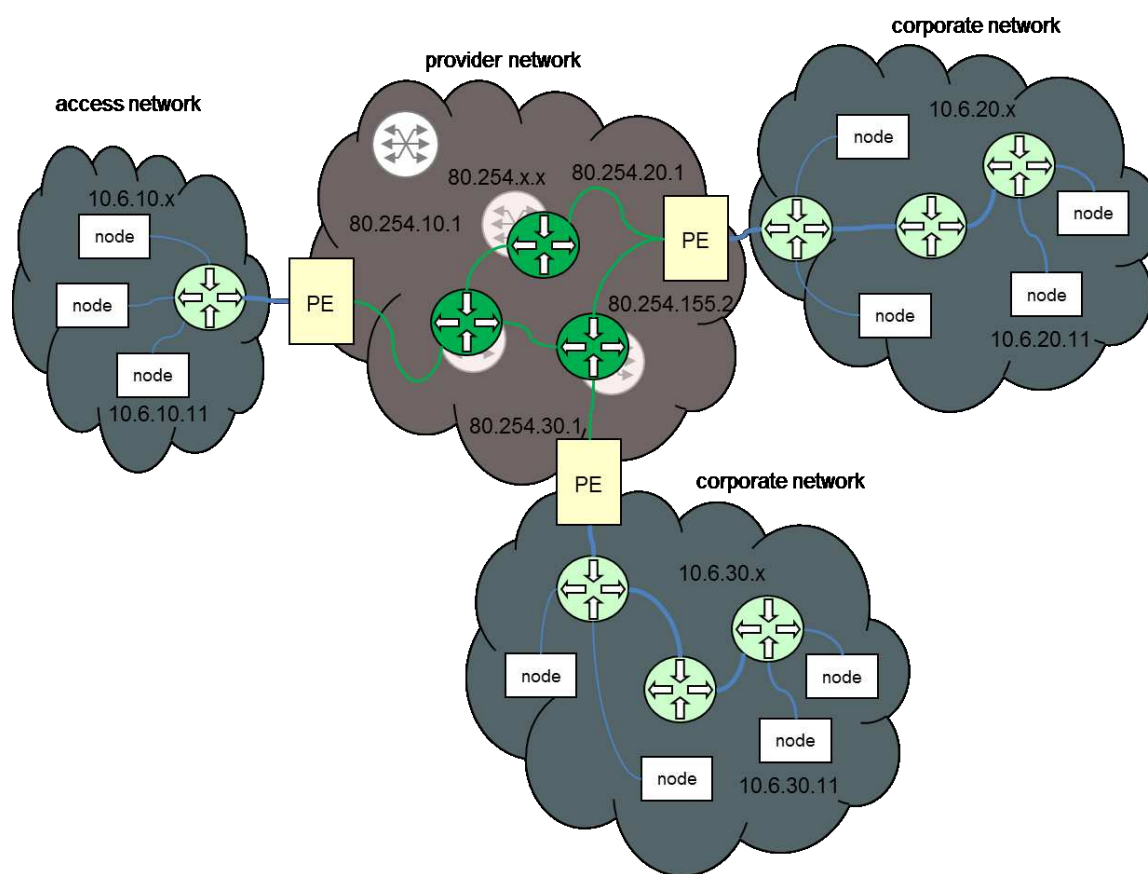 corporate network
provider network
access network
10.6.20.x
node
80.254.x.x
80.254.20.1
10.6.10.x
node
80.254.10.1
node
PE
node
PE
80.254.155.2
node
node
node
10.6.20.11
10.6.10.11
80.254.30.1
PE
corporate network
10.6.30.x
node
node
node
node
10.6.30.11